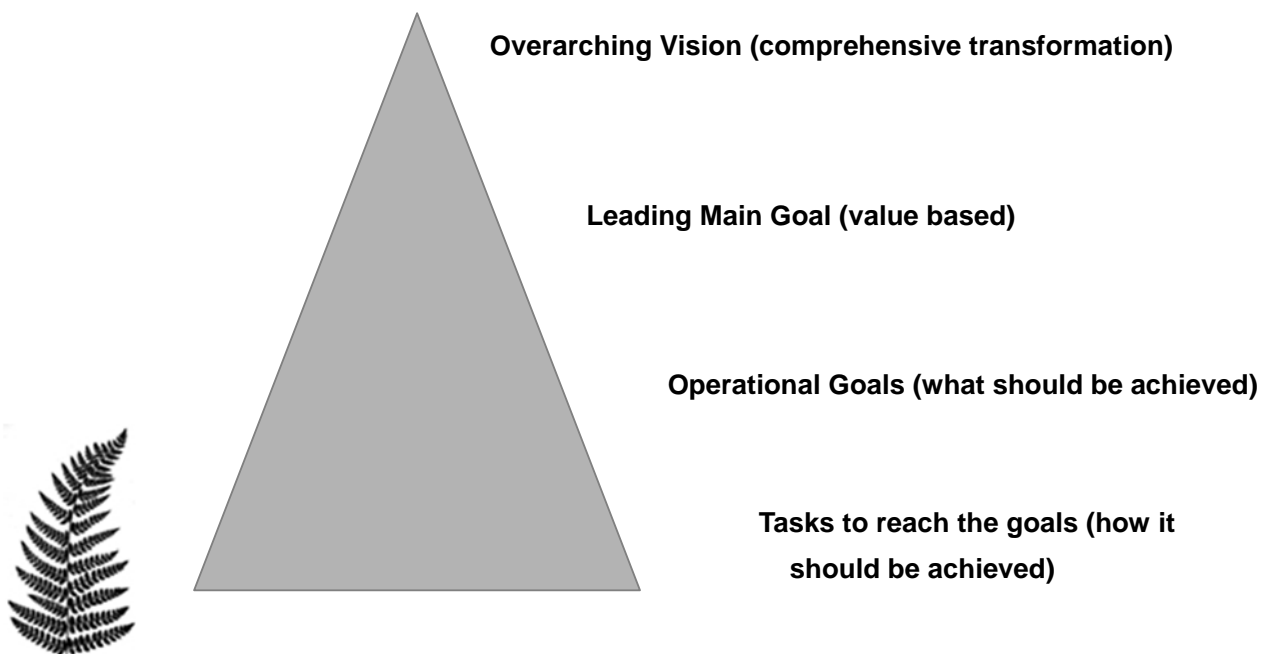 Overarching Vision (comprehensive transformation)
Leading Main Goal (value based)
Operational Goals (what should be achieved)
Tasks to reach the goals (how it
should be achieved)